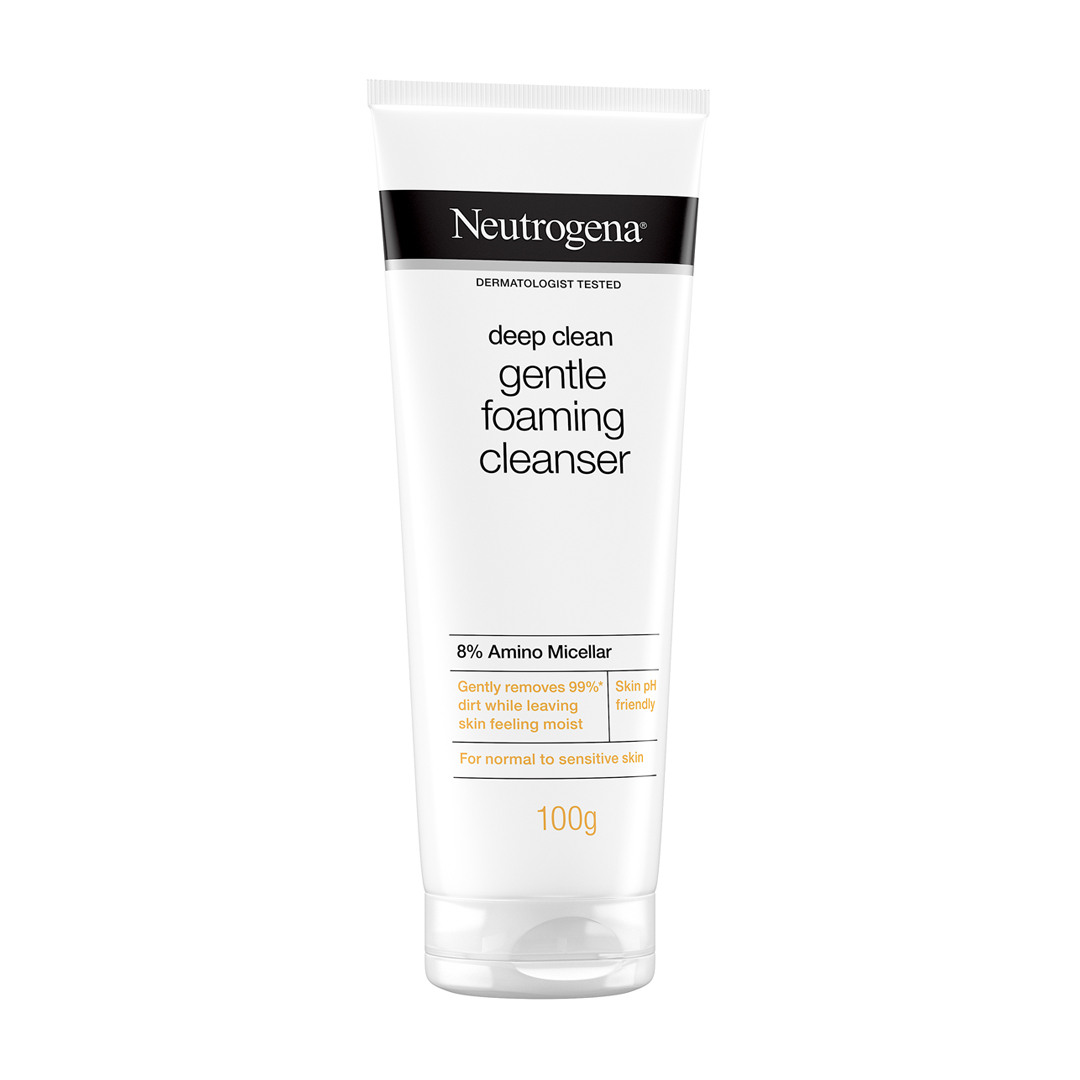 Neutrogena®
DERMATOLOGIST TESTED
deep clean
gentle
foaming
cleanser
8% Amino Micellar
Gently removes 99%*
dirt while leaving
skin feeling moist
Skin pH
friendly
For normal to sensitive skin
100g